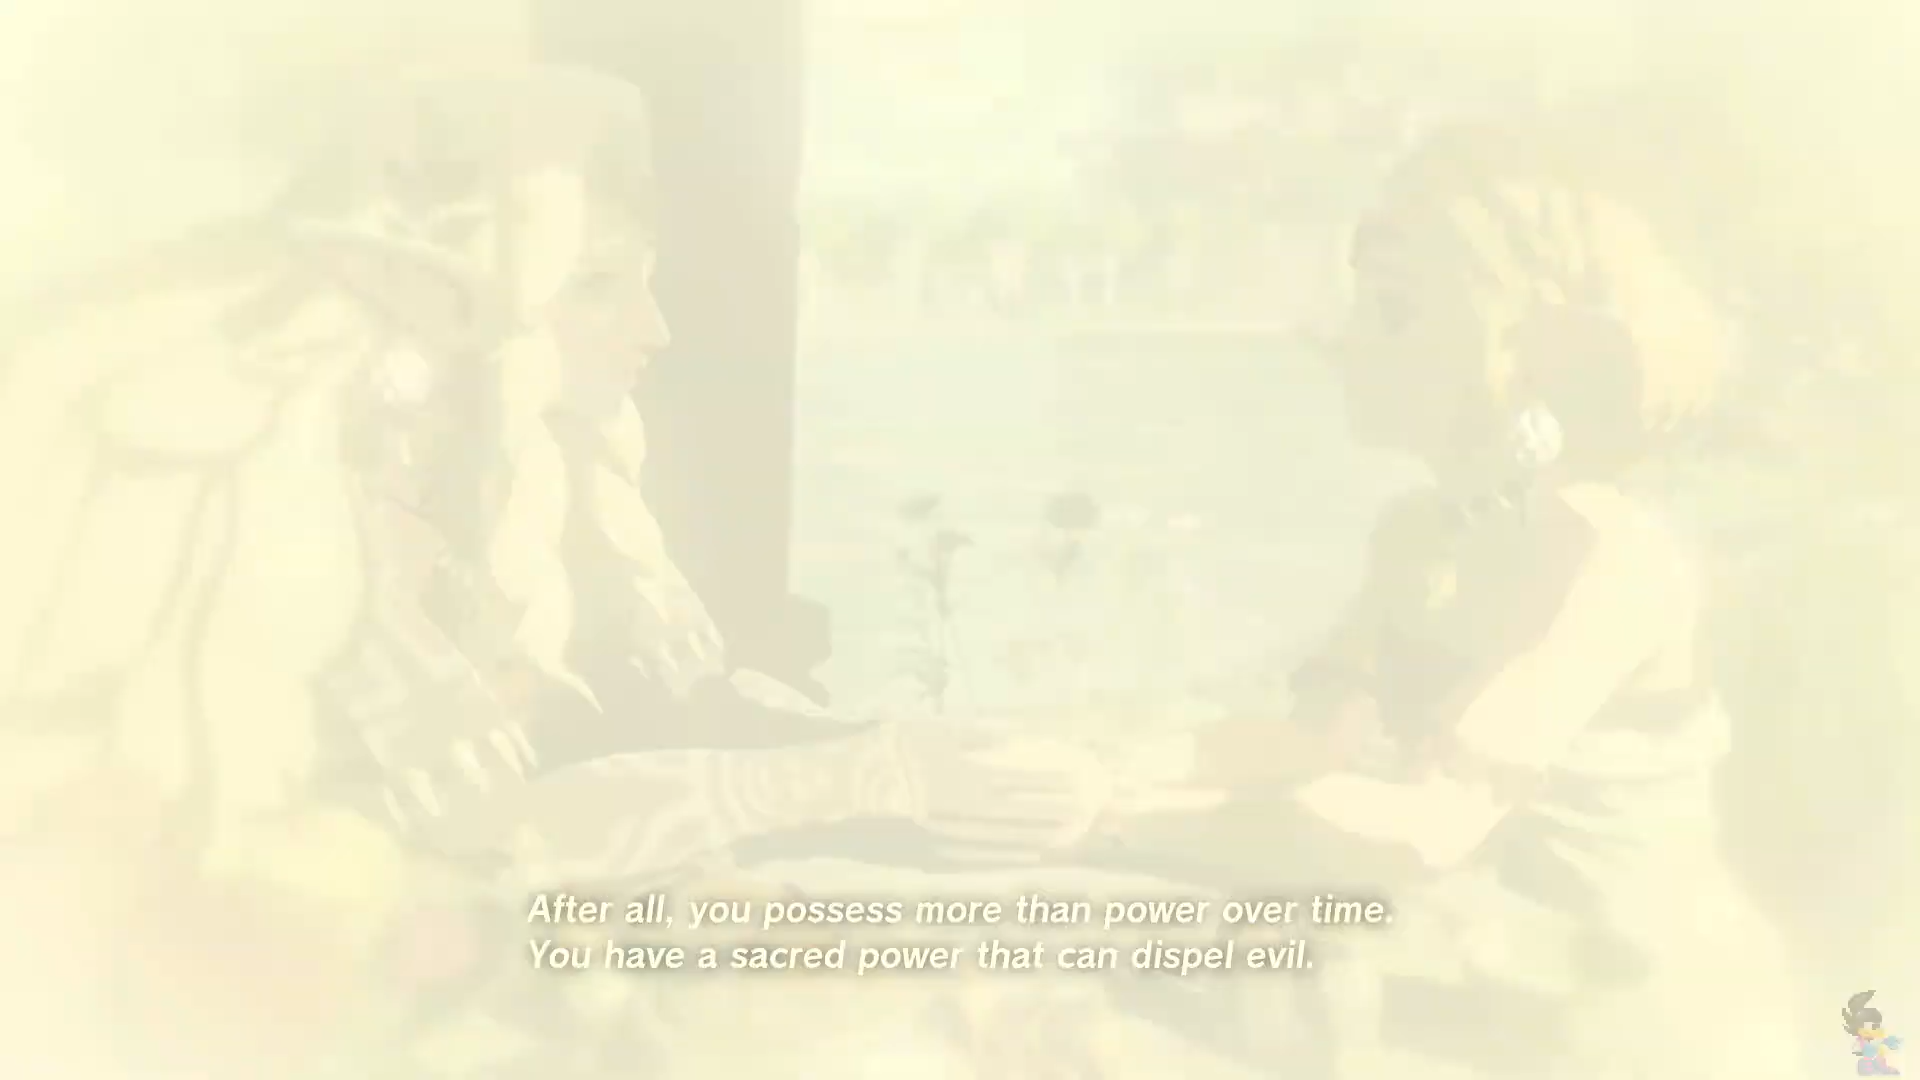 After all, you possess more than power over time.
You have a sacred power that can dispel evil.